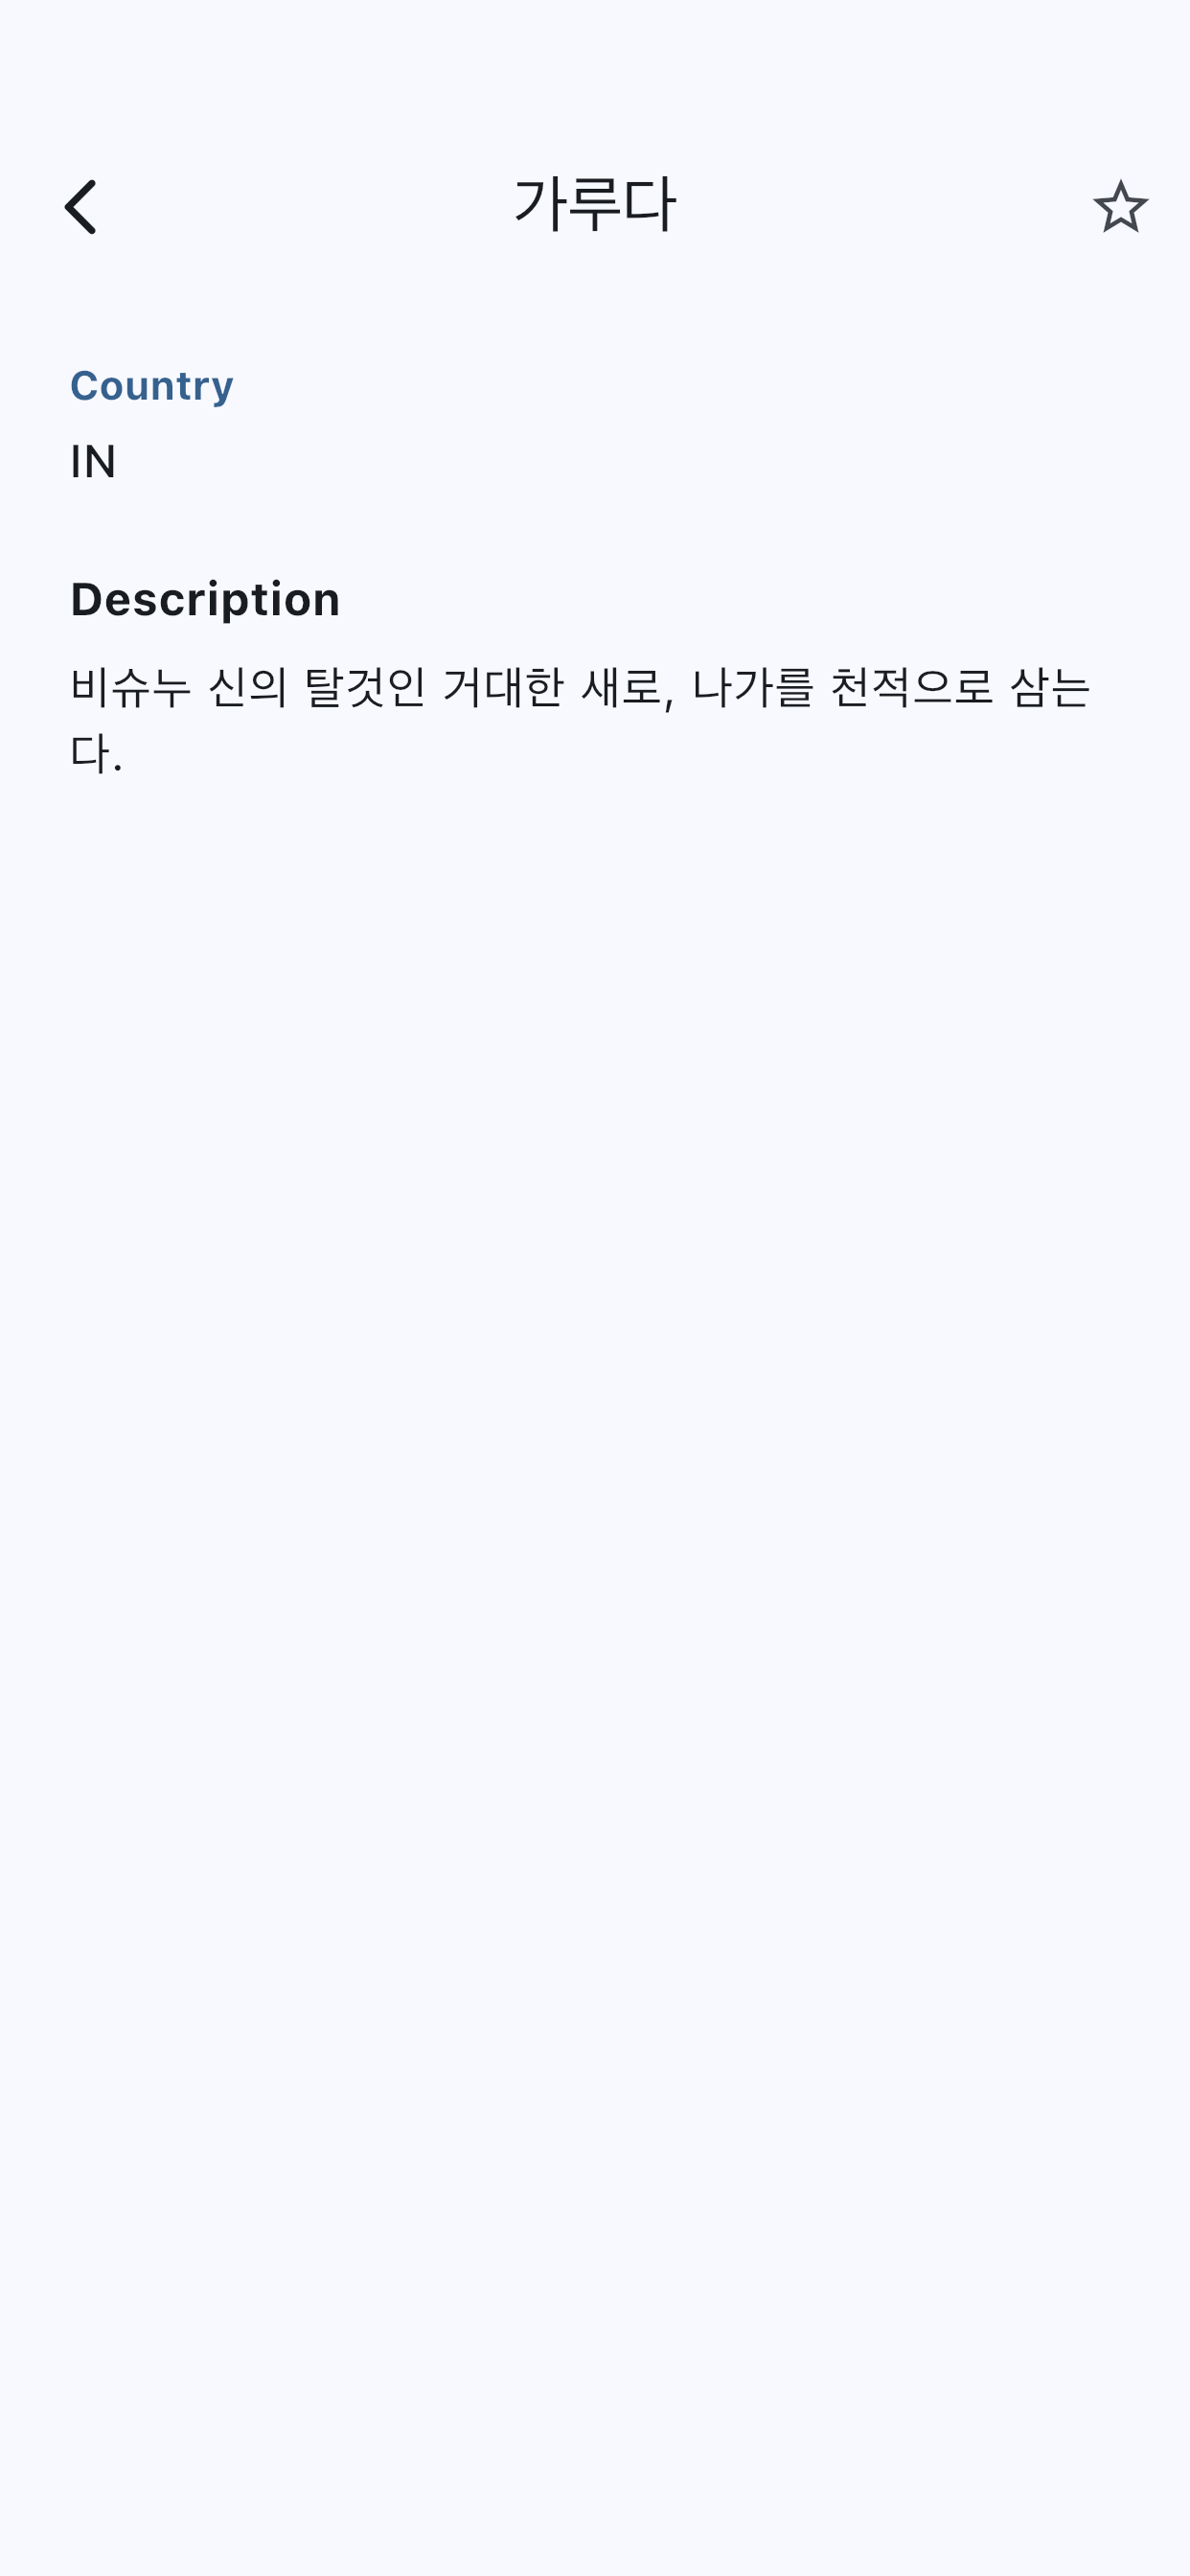 가루다
Country
IN
Description
비슈누 신의 탈것인 거대한 새로, 나가를 천적으로 삼는
다.